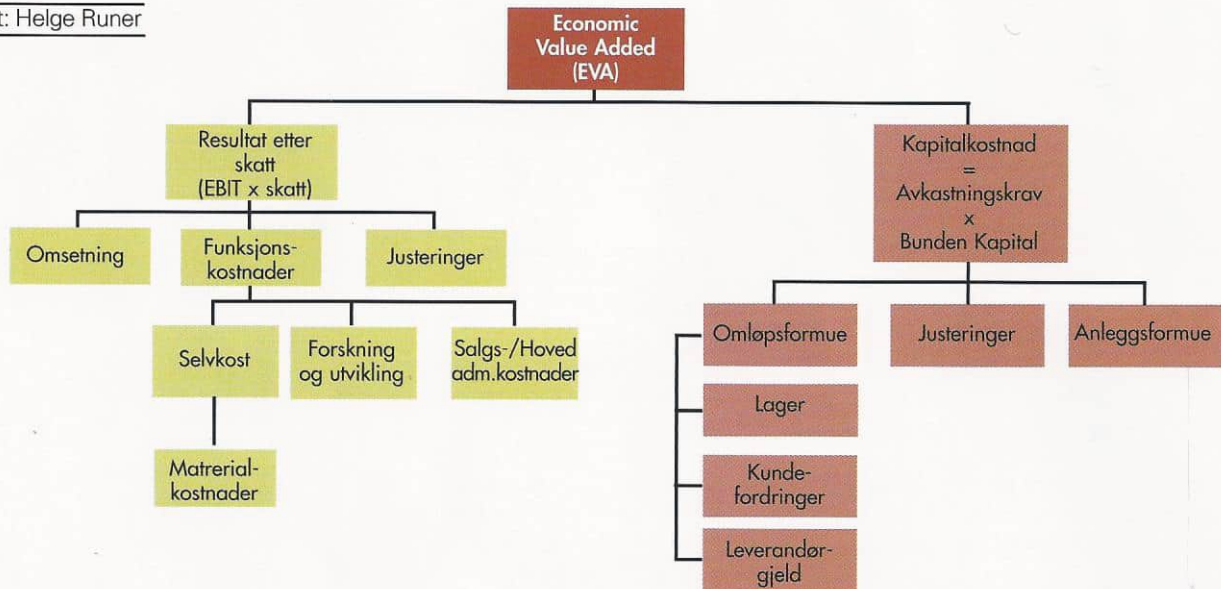 t: Helge Runer
Economic
Value Added
(EVA)
Resultat etter
skatt
(EBIT x skatt)
Kapitalkostnad
=
Avkastningskrav
x
Bunden Kapital
Omsetning
Funksjons-
kostnader
Justeringer
Selvkost
Forskning
og utvikling
Salgs-/Hoved
adm.kostnader
Matrerial-
kostnader
Omløpsformue
Justeringer
Anleggsformue
Lager
Kunde-
fordringer
Leverandør-
gjeld